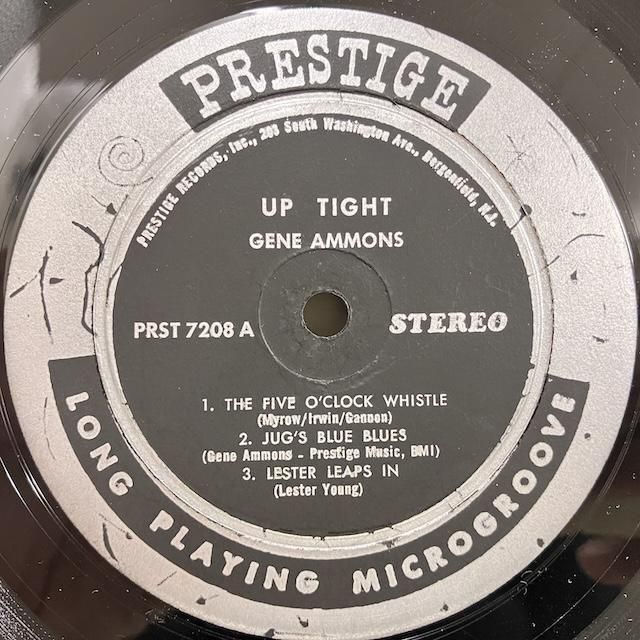 PRESTIGE
PRESTIGE RECORDS, Inc., 203 South Washington Ave., Bergenfield, N.J.
UP TIGHT
GENE AMMONS
PRST 7208 A
STEREO
1. THE FIVE O'CLOCK WHISTLE
(Myrow/Irwin/Gannon)
2. JUG'S BLUE BLUES
(Gene Ammons - Prestige Music, BMI)
3. LESTER LEAPS IN
(Lester Young)
LONG PLAYING MICROGROOVE